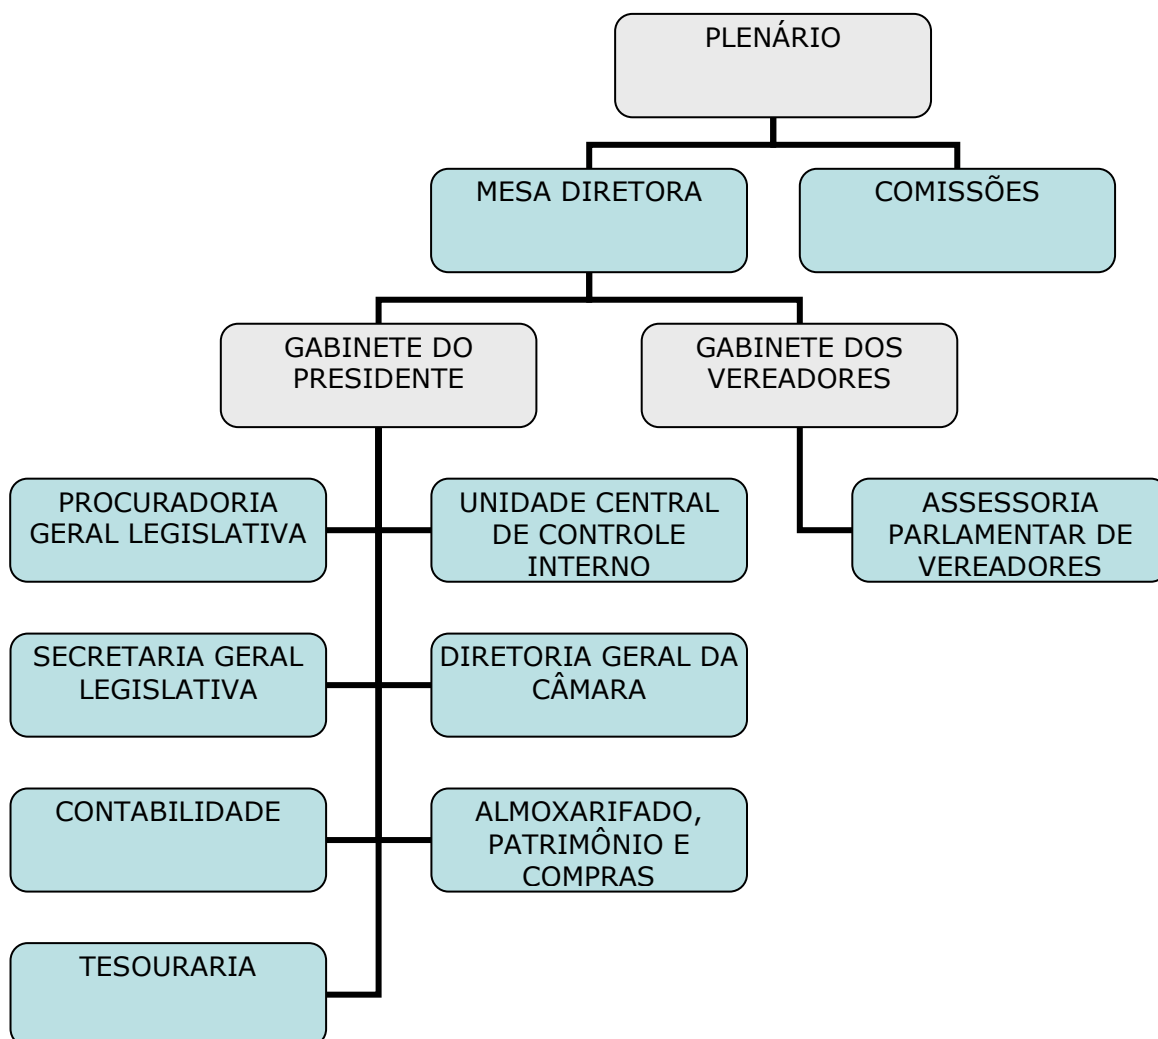 PLENÁRIO
MESA DIRETORA
COMISSÕES
GABINETE DO
PRESIDENTE
GABINETE DOS
VEREADORES
PROCURADORIA
GERAL LEGISLATIVA
UNIDADE CENTRAL
DE CONTROLE
INTERNO
ASSESSORIA
PARLAMENTAR DE
VEREADORES
SECRETARIA GERAL
LEGISLATIVA
DIRETORIA GERAL DA
CÂMARA
CONTABILIDADE
ALMOXARIFADO,
PATRIMÔNIO E
COMPRAS
TESOURARIA